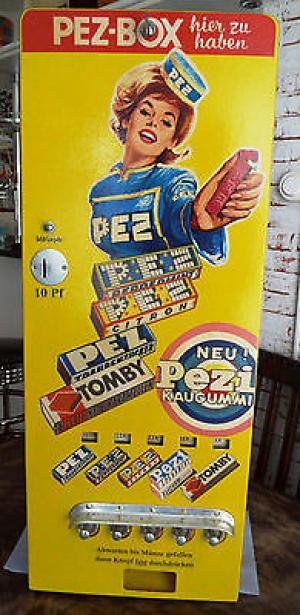 PEZ-BOX hier zu
haben
PEZ
PEZ
PEZ
PEZ
CITRON
PEZ
TOMBY
10 Pf
NEU!
Pezi
KAUGUMMI
PEZ
PEZ
Pezi
TOMBY
Abwarten bis Münze gefallen
dann Knopf fest durchdrücken